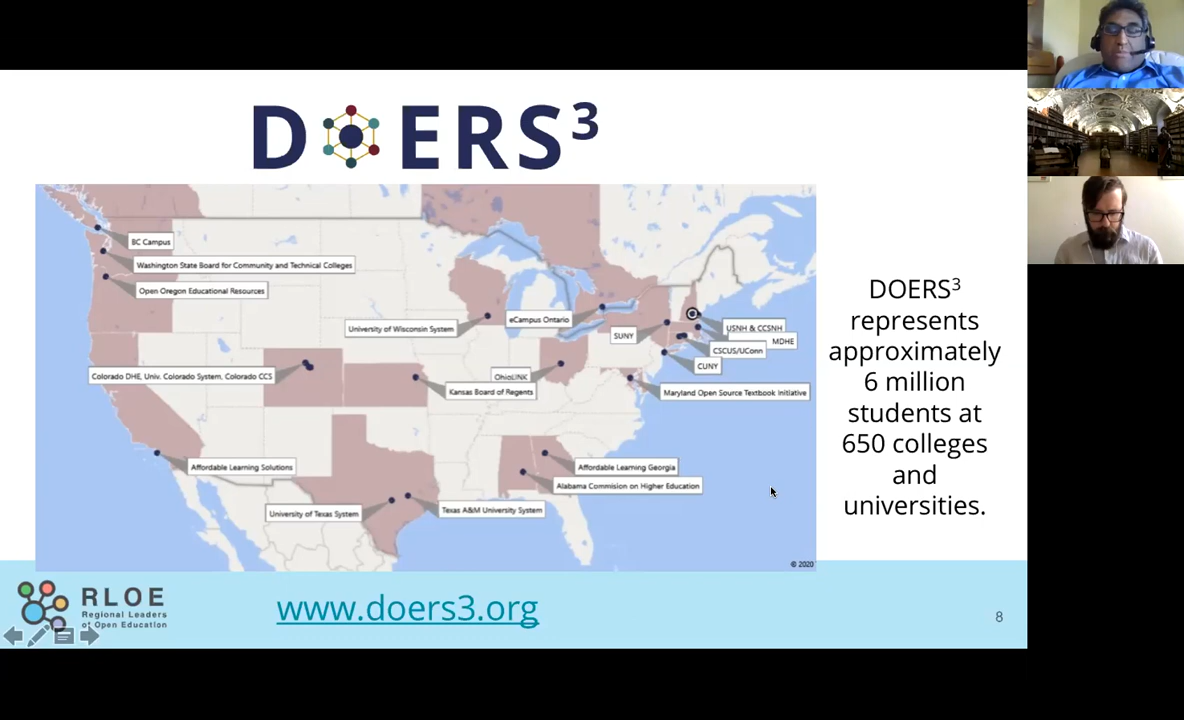 DOERS³
BC Campus
Washington State Board for Community and Technical Colleges
Open Oregon Educational Resources
University of Wisconsin System
eCampus Ontario
SUNY
USNH & CCSNH
MDHE
CSCUS/UConn
CUNY
Colorado DHE, Univ. Colorado System, Colorado CCS
OhioLINK
Kansas Board of Regents
Maryland Open Source Textbook Initiative
Affordable Learning Solutions
Affordable Learning Georgia
Alabama Commision on Higher Education
University of Texas System
Texas A&M University System
© 2020
DOERS³
represents
approximately
6 million
students at
650 colleges
and
universities.
RLOE
Regional Leaders
of Open Education
www.doers3.org
8